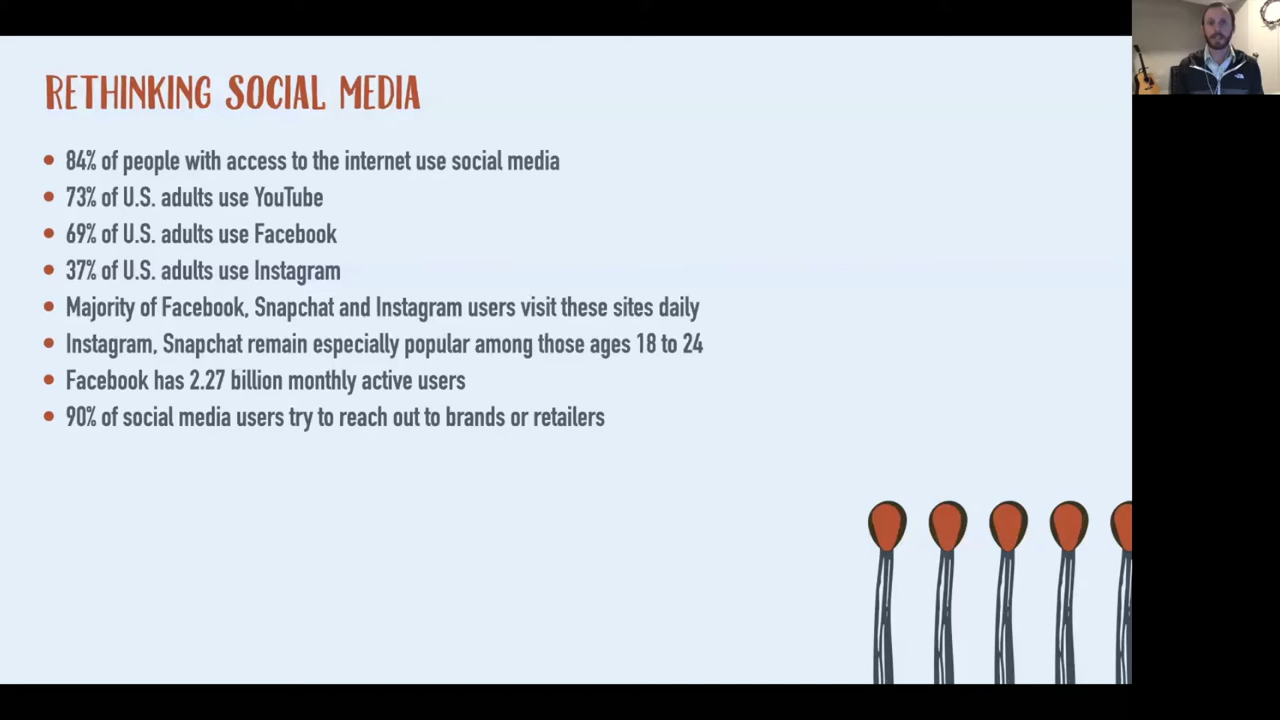 RETHINKING SOCIAL MEDIA
• 84% of people with access to the internet use social media
• 73% of U.S. adults use YouTube
• 69% of U.S. adults use Facebook
• 37% of U.S. adults use Instagram
• Majority of Facebook, Snapchat and Instagram users visit these sites daily
• Instagram, Snapchat remain especially popular among those ages 18 to 24
• Facebook has 2.27 billion monthly active users
• 90% of social media users try to reach out to brands or retailers